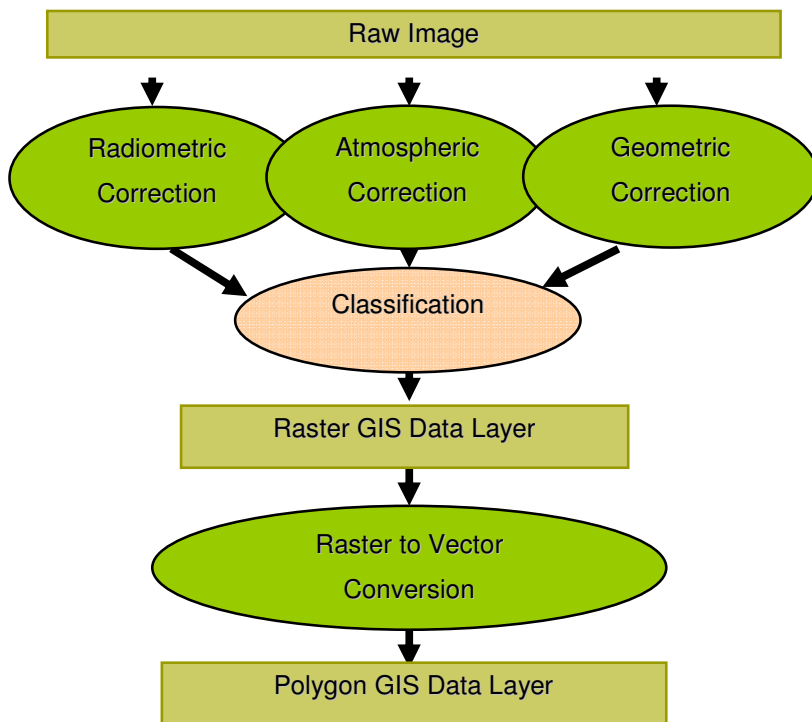 Raw Image
Radiometric
Correction
Atmospheric
Correction
Geometric
Correction
Classification
Raster GIS Data Layer
Raster to Vector
Conversion
Polygon GIS Data Layer